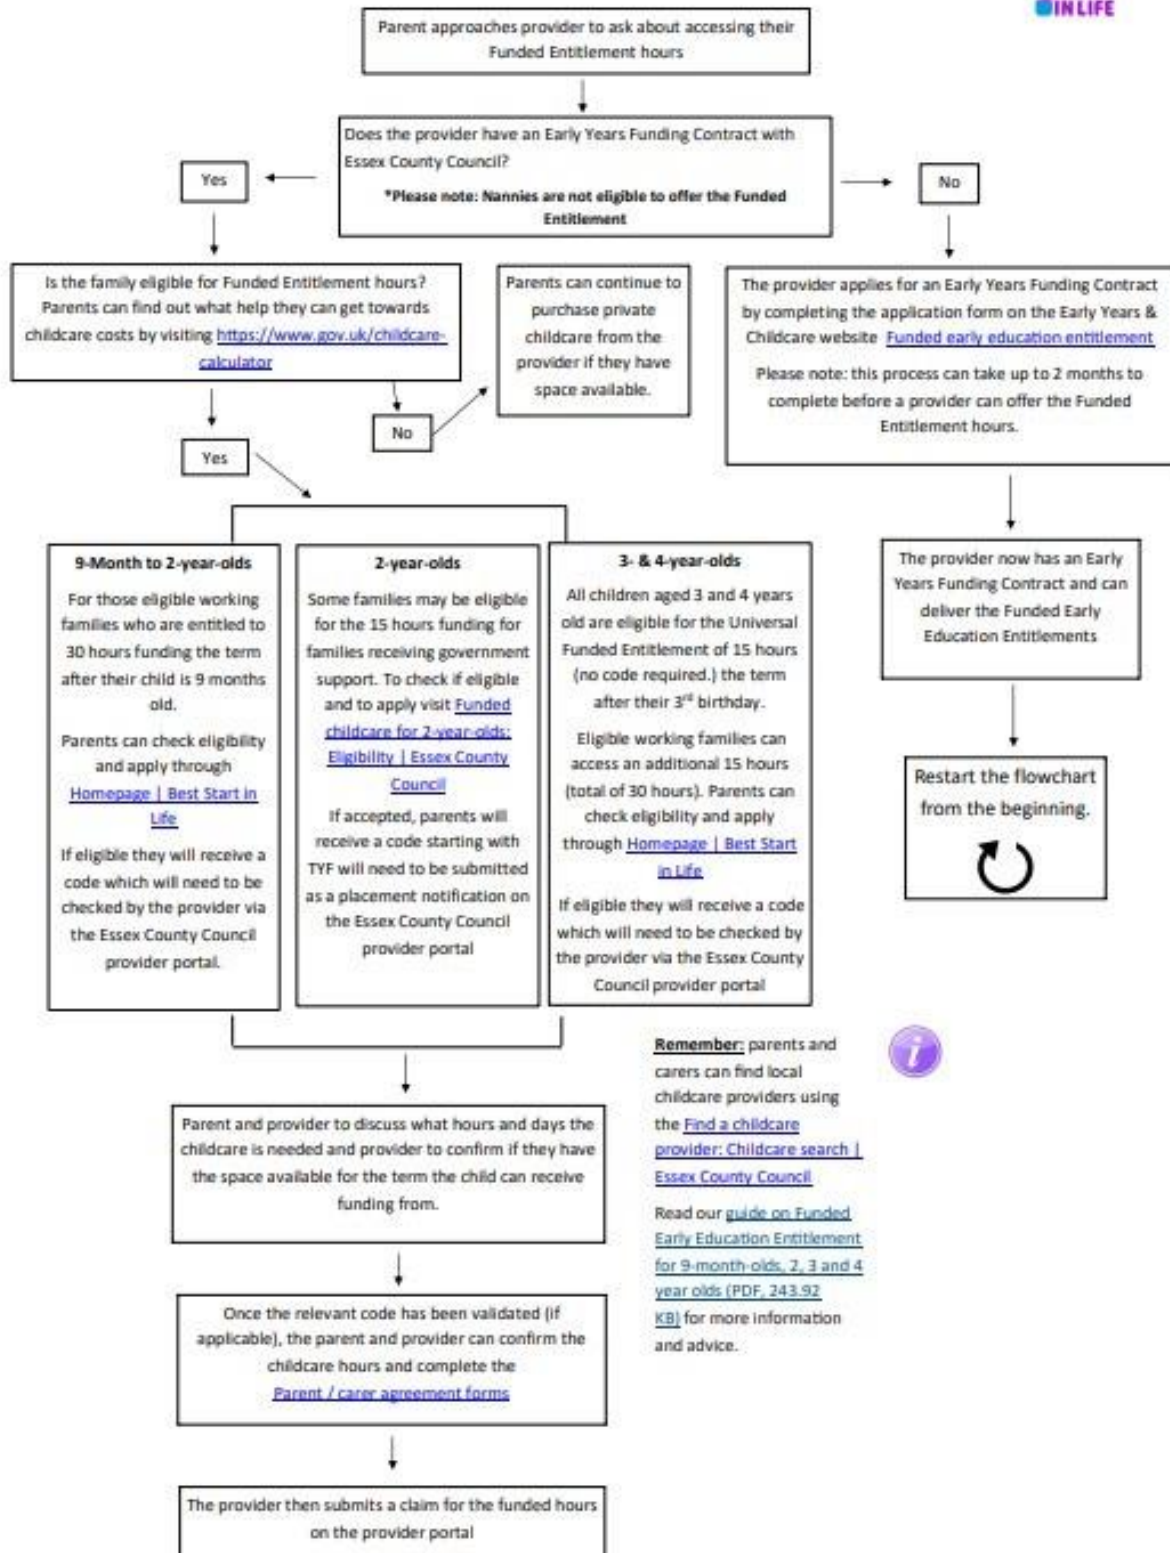 IN LIFE
Parent approaches provider to ask about accessing their
Funded Entitlement hours
Does the provider have an Early Years Funding Contract with
Essex County Council?
*Please note: Nannies are not eligible to offer the Funded
Entitlement
Yes
No
Is the family eligible for Funded Entitlement hours?
Parents can find out what help they can get towards
childcare costs by visiting https://www.gov.uk/childcare-
calculator
Parents can continue to
purchase private
childcare from the
provider if they have
space available.
The provider applies for an Early Years Funding Contract
by completing the application form on the Early Years &
Childcare website Funded early education entitlement
Please note: this process can take up to 2 months to
complete before a provider can offer the Funded
Entitlement hours.
No
Yes
9-Month to 2-year-olds
For those eligible working
families who are entitled to
30 hours funding the term
after their child is 9 months
old.
Parents can check eligibility
and apply through
Homepage | Best Start in
Life
If eligible they will receive a
code which will need to be
checked by the provider via
the Essex County Council
provider portal.
2-year-olds
Some families may be eligible
for the 15 hours funding for
families receiving government
support. To check if eligible
and to apply visit Funded
childcare for 2-year-olds:
Eligibility | Essex County
Council
If accepted, parents will
receive a code starting with
TYF will need to be submitted
as a placement notification on
the Essex County Council
provider portal
3- & 4-year-olds
All children aged 3 and 4 years
old are eligible for the Universal
Funded Entitlement of 15 hours
(no code required.) the term
after their 3rd birthday.
Eligible working families can
access an additional 15 hours
(total of 30 hours). Parents can
check eligibility and apply
through Homepage | Best Start
in Life
If eligible they will receive a code
which will need to be checked by
the provider via the Essex County
Council provider portal
The provider now has an Early
Years Funding Contract and can
deliver the Funded Early
Education Entitlements
Restart the flowchart
from the beginning.
Remember: parents and
carers can find local
childcare providers using
the Find a childcare
provider: Childcare search |
Essex County Council
Read our guide on Funded
Early Education Entitlement
for 9-month-olds, 2, 3 and 4
year olds (PDF, 243.92
KB) for more information
and advice.
i
Parent and provider to discuss what hours and days the
childcare is needed and provider to confirm if they have
the space available for the term the child can receive
funding from.
Once the relevant code has been validated (if
applicable), the parent and provider can confirm the
childcare hours and complete the
Parent / carer agreement forms
The provider then submits a claim for the funded hours
on the provider portal